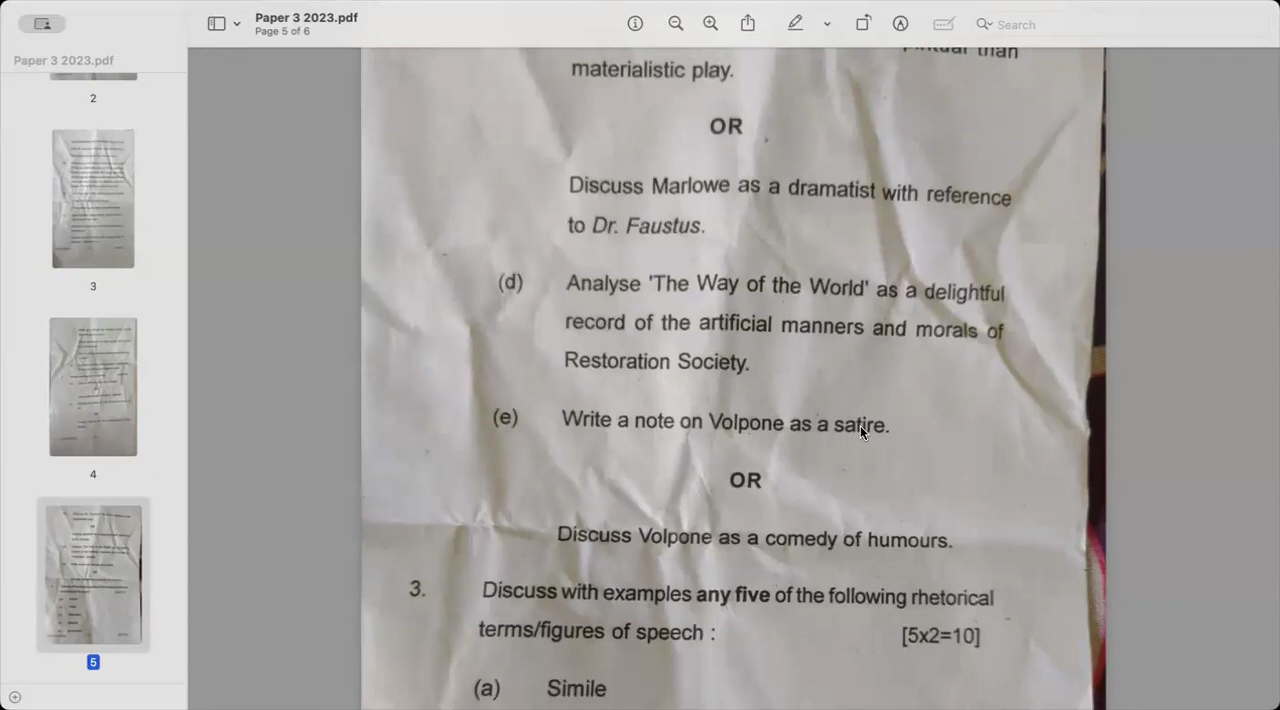 Paper 3 2023.pdf
Page 5 of 6
Search
Paper 3 2023.pdf
2
3
4
5
than
materialistic play.
OR
Discuss Marlowe as a dramatist with reference
to Dr. Faustus.
(d) Analyse 'The Way of the World' as a delightful
record of the artificial manners and morals of
Restoration Society.
(e) Write a note on Volpone as a satire.
OR
Discuss Volpone as a comedy of humours.
3. Discuss with examples any five of the following rhetorical
terms/figures of speech : [5x2=10]
(a) Simile